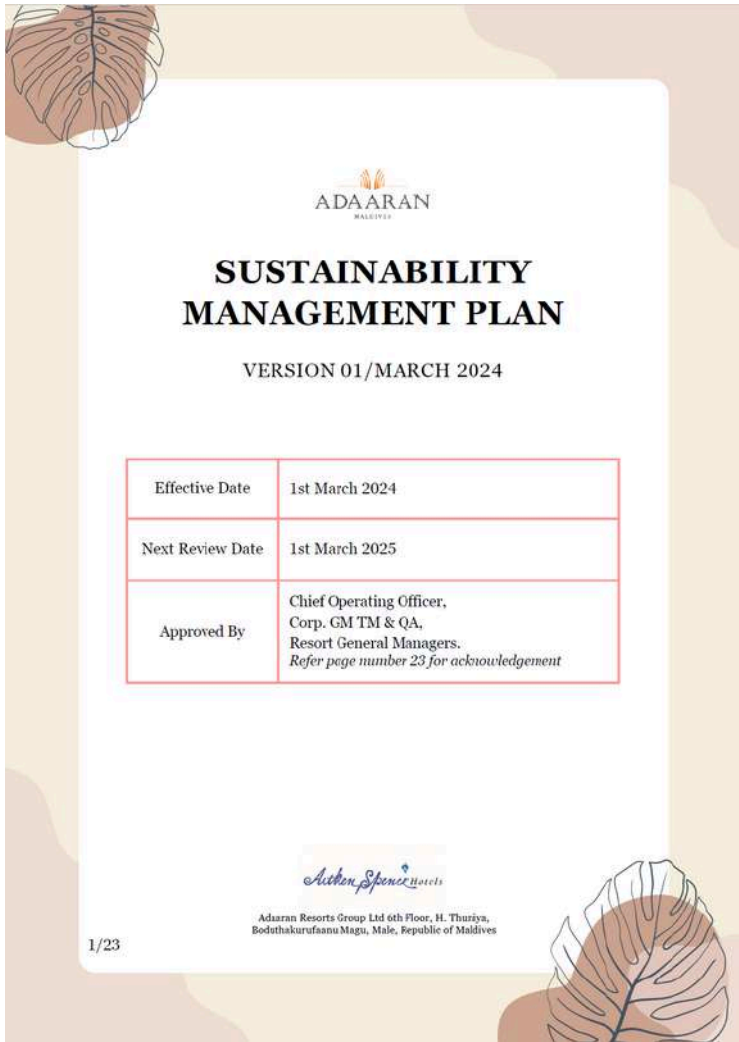 ADAARAN
MALDIVES
SUSTAINABILITY
MANAGEMENT PLAN
VERSION 01/MARCH 2024
Effective Date
1st March 2024
Next Review Date
1st March 2025
Approved By
Chief Operating Officer,
Corp. GM TM & QA,
Resort General Managers.
Refer page number 23 for acknowledgement
Aitken Spence Hotels
Adaaran Resorts Group Ltd 6th Floor, H. Thuriya,
Boduthakurufaanu Magu, Male, Republic of Maldives
1/23